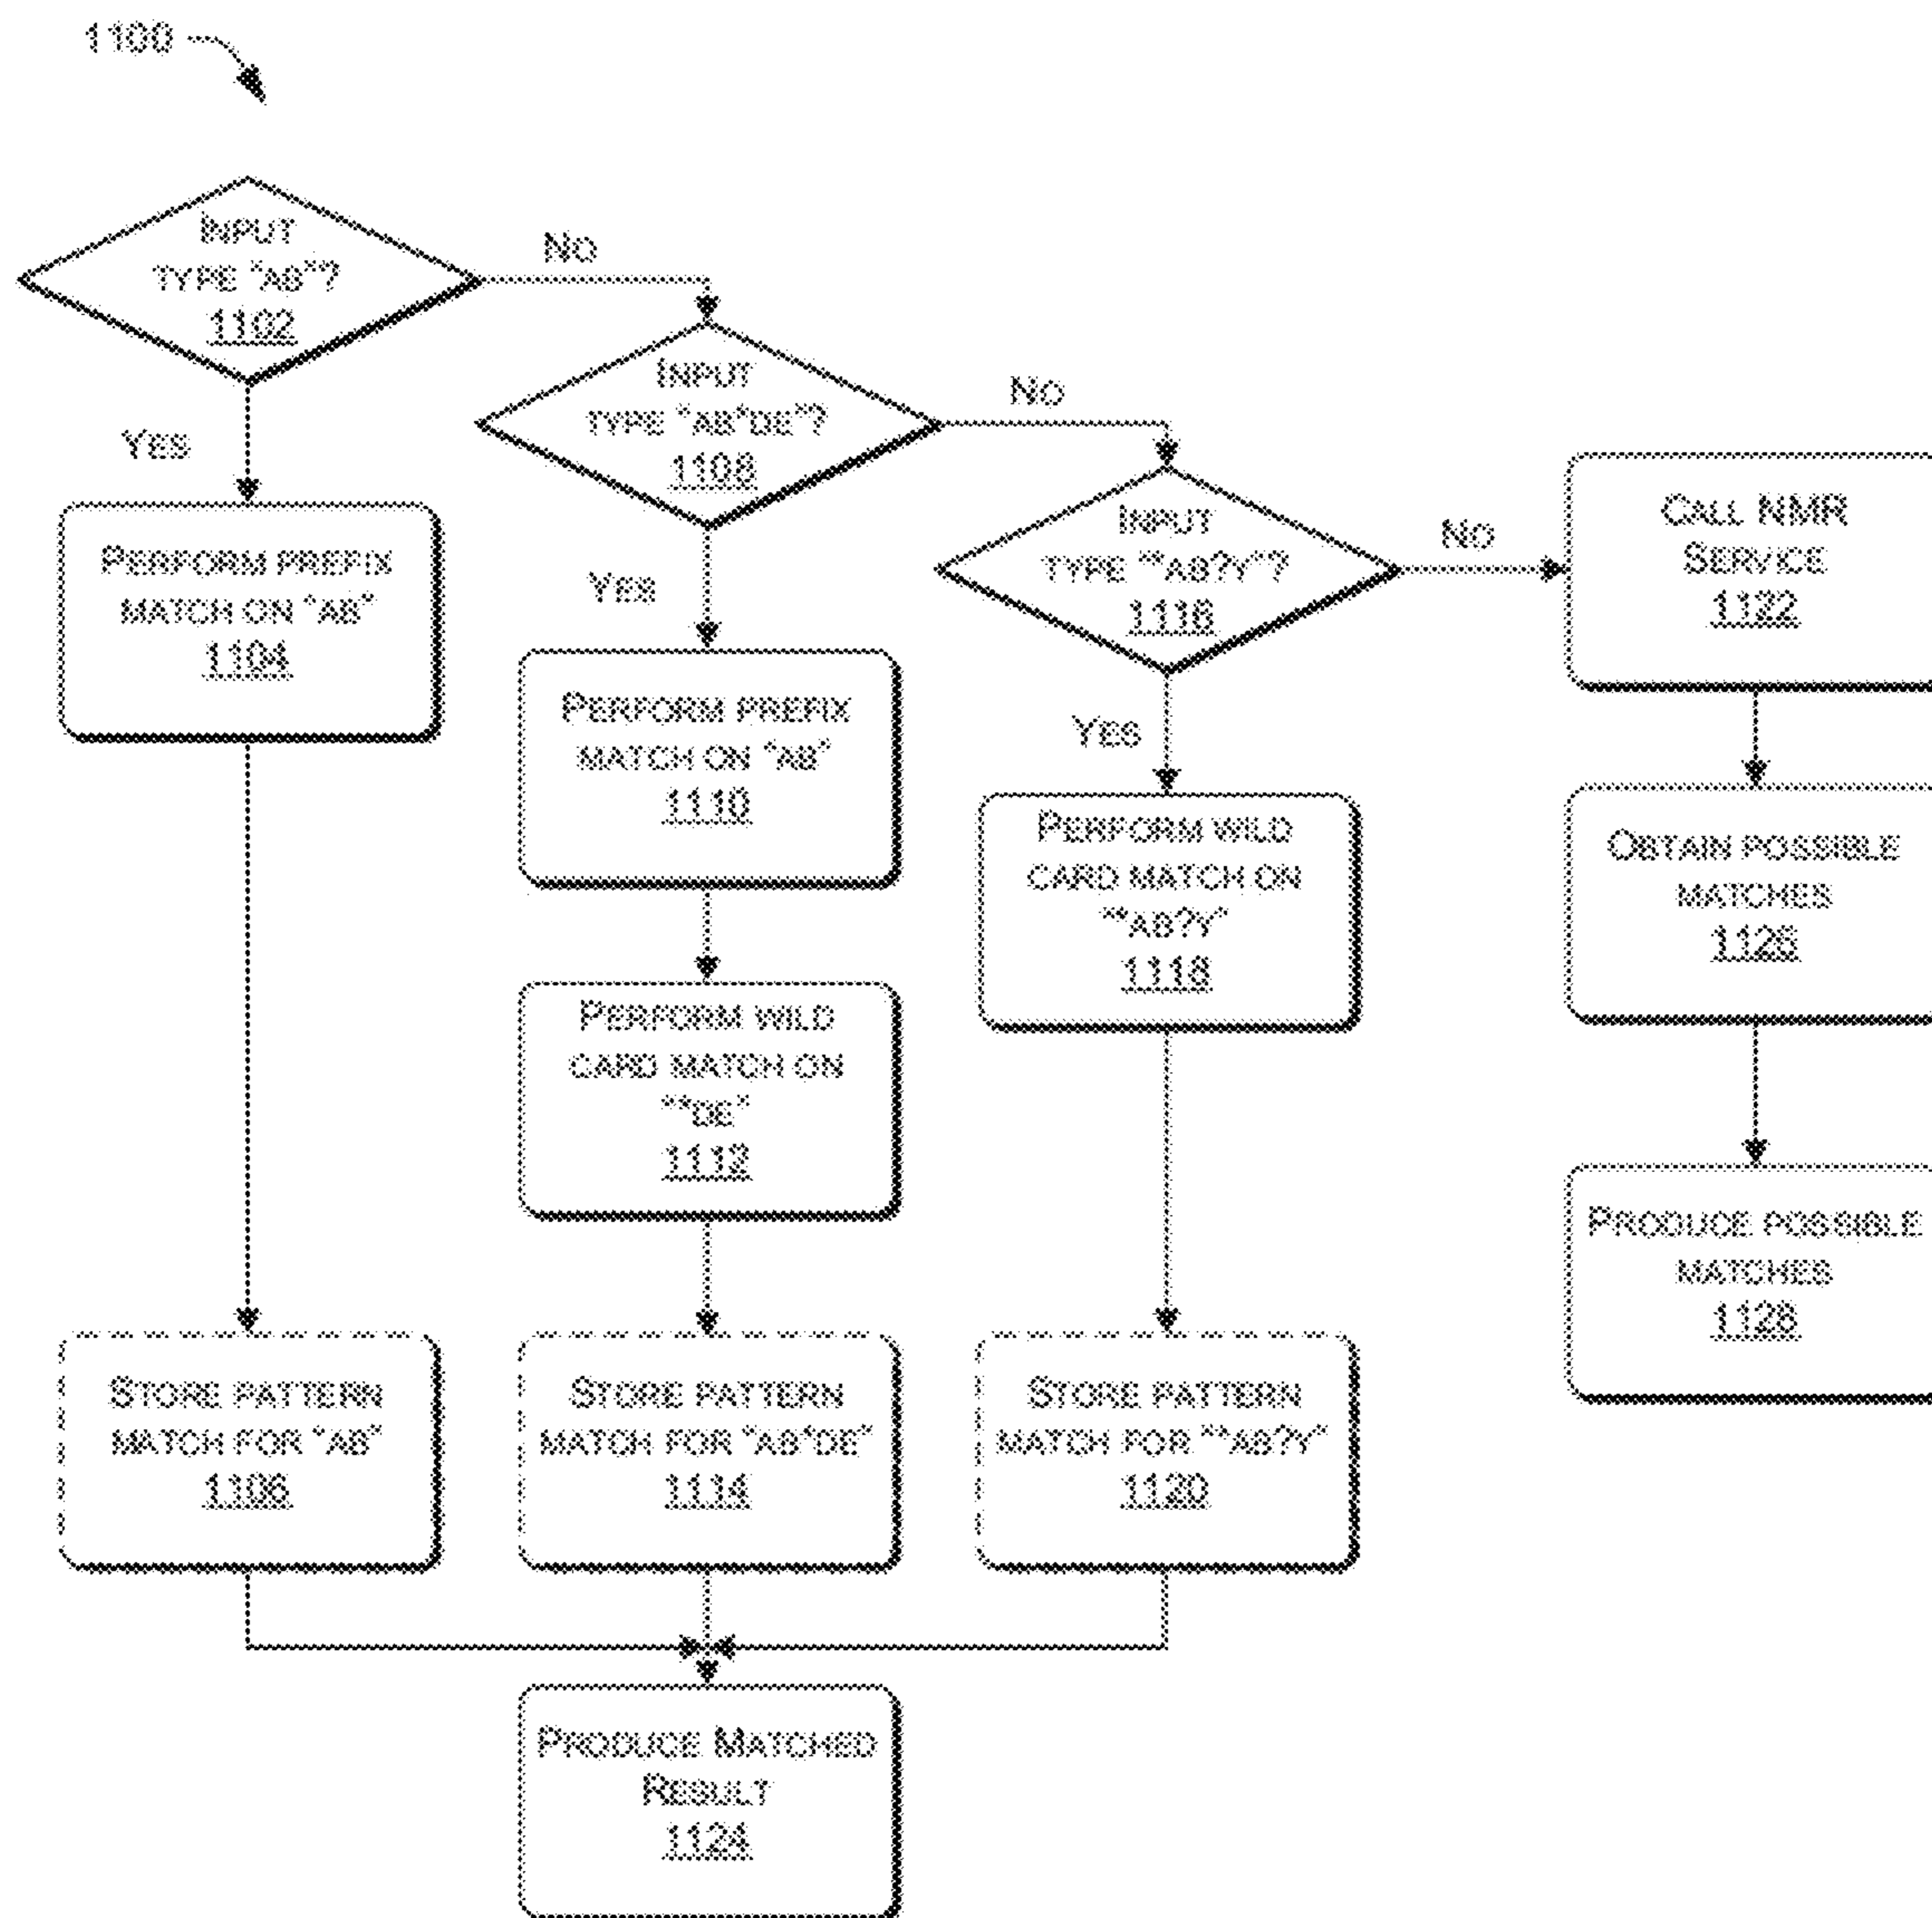 1100
INPUT
TYPE "AB"?
1102
NO
YES
PERFORM PREFIX
MATCH ON "AB"
1104
STORE PATTERN
MATCH FOR "AB"
1106
INPUT
TYPE "AB*DE"?
1108
NO
YES
PERFORM PREFIX
MATCH ON "AB"
1110
PERFORM WILD
CARD MATCH ON
"*DE"
1112
STORE PATTERN
MATCH FOR "AB*DE"
1114
INPUT
TYPE "*AB?Y"?
1116
NO
YES
PERFORM WILD
CARD MATCH ON
"*AB?Y"
1118
STORE PATTERN
MATCH FOR "*AB?Y"
1120
CALL NMR
SERVICE
1122
OBTAIN POSSIBLE
MATCHES
1126
PRODUCE POSSIBLE
MATCHES
1128
PRODUCE MATCHED
RESULT
1124